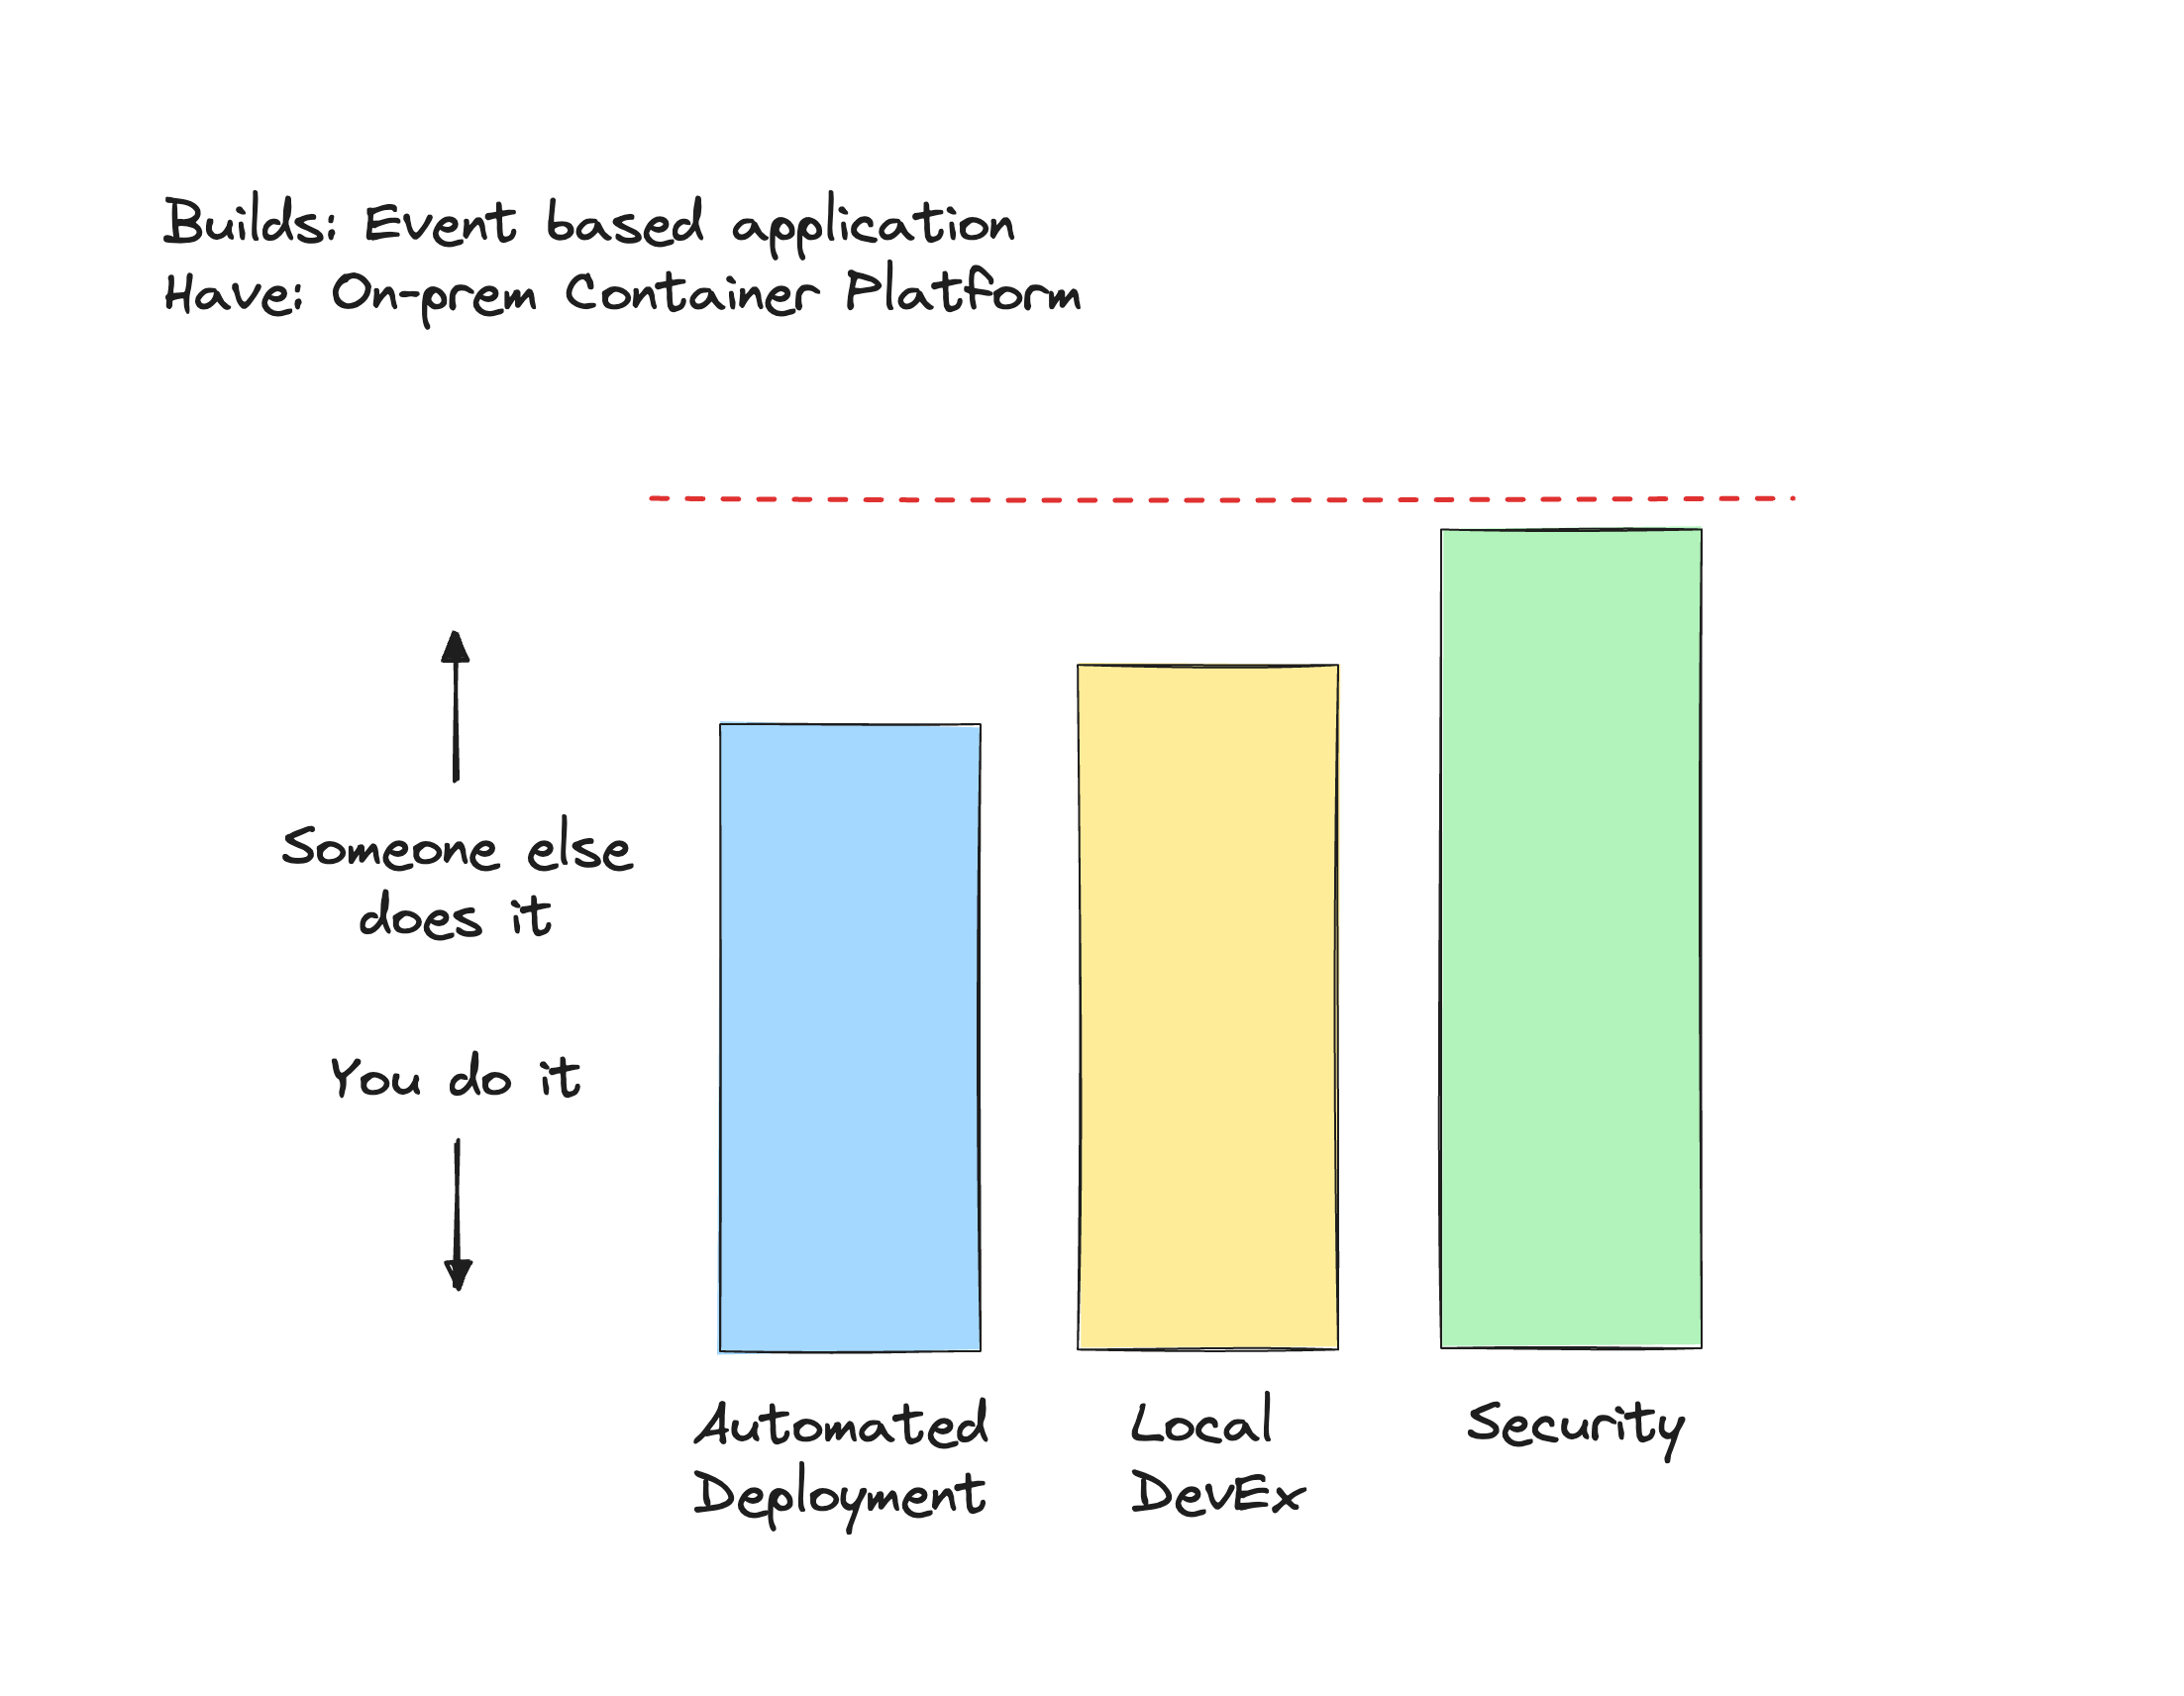 Builds: Event based application
Have: On-prem Container Platform
Someone else
does it
You do it
Automated
Deployment
Local
DevEx
Security